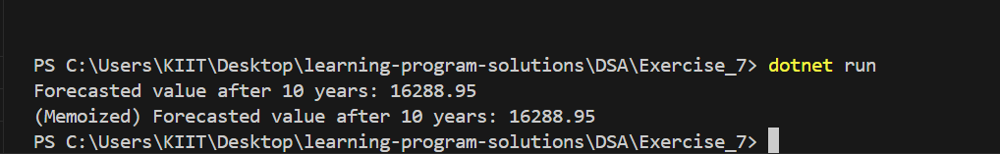 PS C:\Users\KIIT\Desktop\learning-program-solutions\DSA\Exercise_7> dotnet run
Forecasted value after 10 years: 16288.95
(Memoized) Forecasted value after 10 years: 16288.95
PS C:\Users\KIIT\Desktop\learning-program-solutions\DSA\Exercise_7>